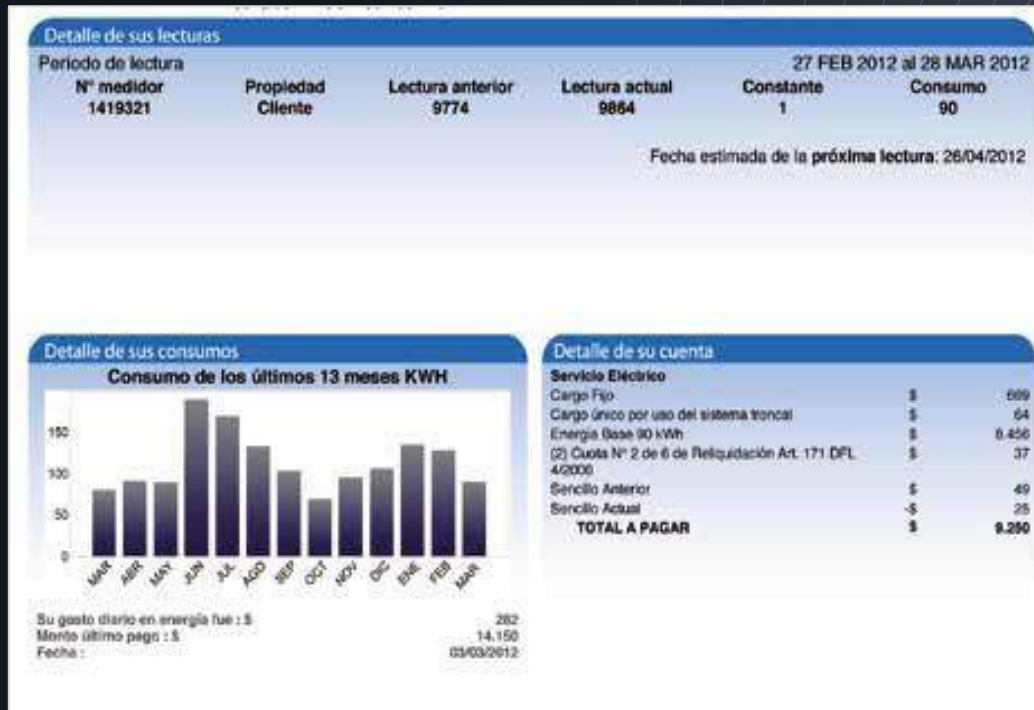 Detalle de sus lecturas
Periodo de lectura 27 FEB 2012 al 28 MAR 2012
N° medidor Propiedad Lectura anterior Lectura actual Constante Consumo
1419321 Cliente 9774 9864 1 90
Fecha estimada de la próxima lectura: 26/04/2012
Detalle de sus consumos
Consumo de los últimos 13 meses KWH
150
100
50
0
MAR ABR MAY JUN JUL AGO SEP OCT NOV DIC ENE FEB MAR
Su gasto diario en energía fue : $ 282
Monto último pago : $ 14.150
Fecha : 03/03/2012
Detalle de su cuenta
Servicio Eléctrico
Cargo Fijo $ 669
Cargo único por uso del sistema troncal $ 64
Energía Base 90 kWh $ 8.456
(2) Cuota N° 2 de 6 de Reliquidación Art. 171 DFL $ 37
4/2006
Sencillo Anterior $ 49
Sencillo Actual -$ 25
TOTAL A PAGAR $ 9.250